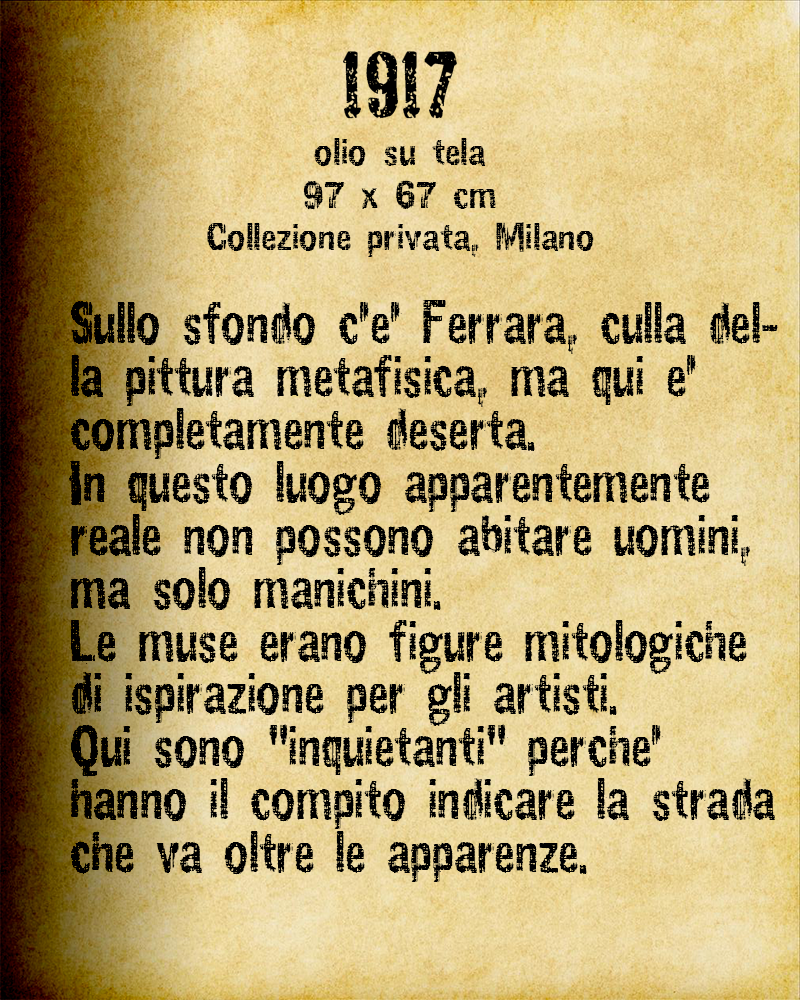 1917
olio su tela
97 x 67 cm
Collezione privata, Milano
Sullo sfondo c'e' Ferrara, culla del-
la pittura metafisica, ma qui e'
completamente deserta.
In questo luogo apparentemente
reale non possono abitare uomini,
ma solo manichini.
Le muse erano figure mitologiche
di ispirazione per gli artisti.
Qui sono "inquietanti" perche'
hanno il compito indicare la strada
che va oltre le apparenze.